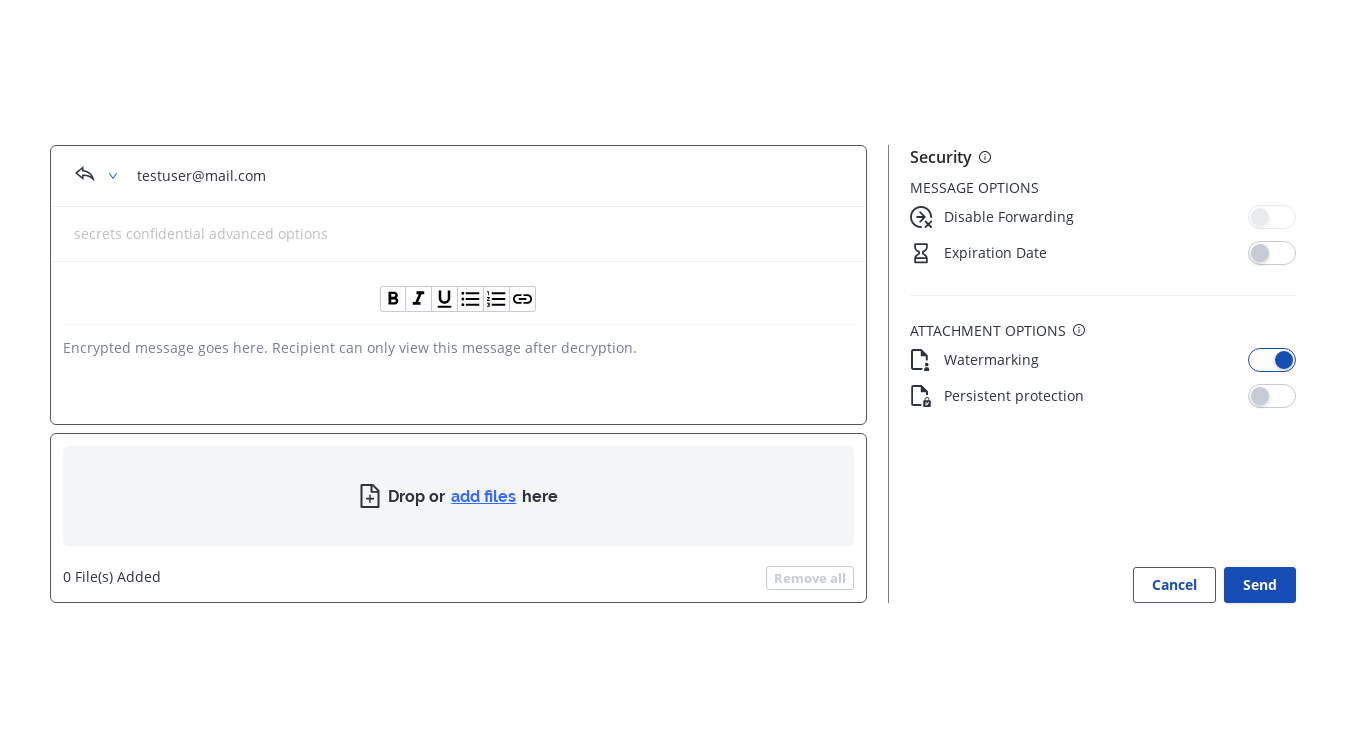 testuser@mail.com
secrets confidential advanced options
Encrypted message goes here. Recipient can only view this message after decryption.
Drop or add files here
0 File(s) Added
Remove all
Security
MESSAGE OPTIONS
Disable Forwarding
Expiration Date
ATTACHMENT OPTIONS
Watermarking
Persistent protection
Cancel
Send